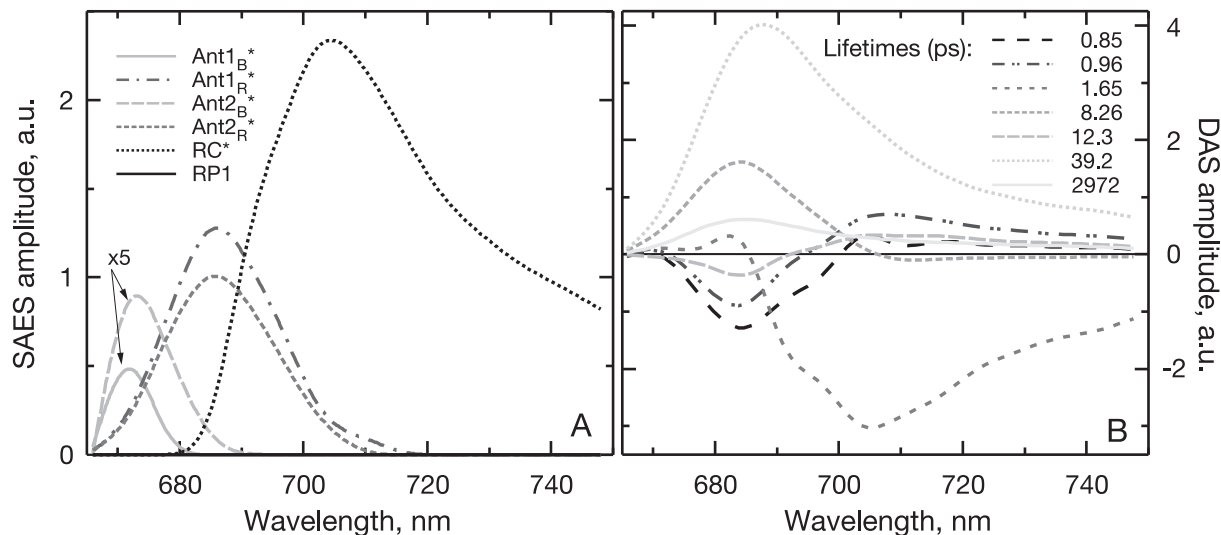 SAES amplitude, a.u.
2
1
0
Ant1B*
Ant1R*
Ant2B*
Ant2R*
RC*
RP1
x5
A
680 700 720 740
Wavelength, nm
Lifetimes (ps):
0.85
0.96
1.65
8.26
12.3
39.2
2972
B
680 700 720 740
Wavelength, nm
4
2
0
-2
DAS amplitude, a.u.